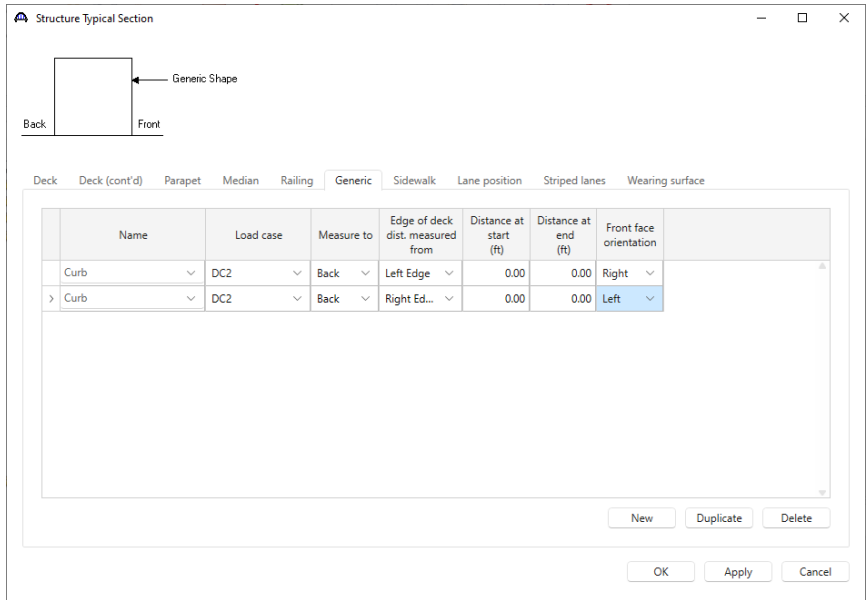 Structure Typical Section
Generic Shape
Back Front
Deck Deck (cont'd) Parapet Median Railing Generic Sidewalk Lane position Striped lanes Wearing surface
Name Load case Measure to Edge of deck dist. measured from Distance at start (ft) Distance at end (ft) Front face orientation
Curb DC2 Back Left Edge 0.00 0.00 Right
Curb DC2 Back Right Ed... 0.00 0.00 Left
New Duplicate Delete
OK Apply Cancel